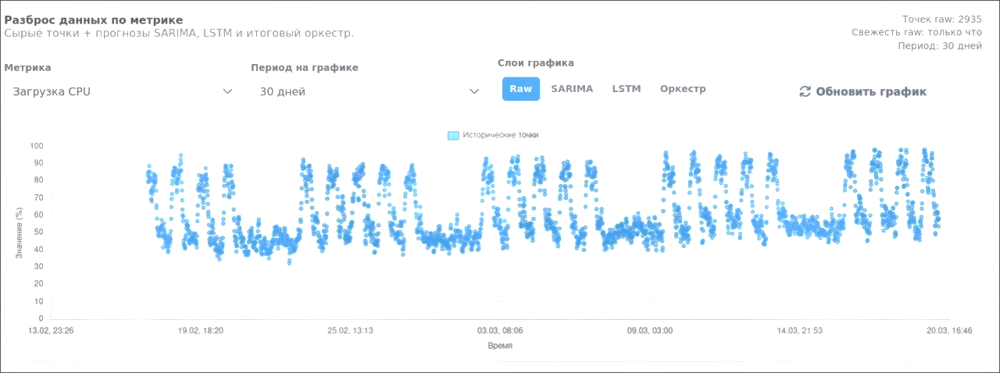 Разброс данных по метрике
Сырые точки + прогнозы SARIMA, LSTM и итоговый оркестр.
Точек raw: 2935
Свежесть raw: только что
Период: 30 дней
Метрика
Загрузка CPU
Период на графике
30 дней
Слои графика
Raw SARIMA LSTM Оркестр
Обновить график
Исторические точки
100
90
80
70
60
50
40
30
20
10
0
Значение (%)
13.02, 23:26 19.02, 18:20 25.02, 13:13 03.03, 08:06 09.03, 03:00 14.03, 21:53 20.03, 16:46
Время